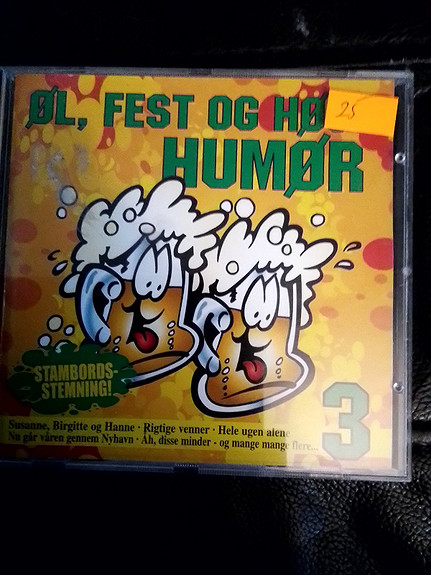 ØL, FEST OG HØ
25
HUMØR
STAMBORDS-
STEMNING!
3
Susanne, Birgitte og Hanne · Rigtige venner · Hele ugen alene
Nu går våren gennem Nyhavn · Åh, disse minder - og mange mange flere...